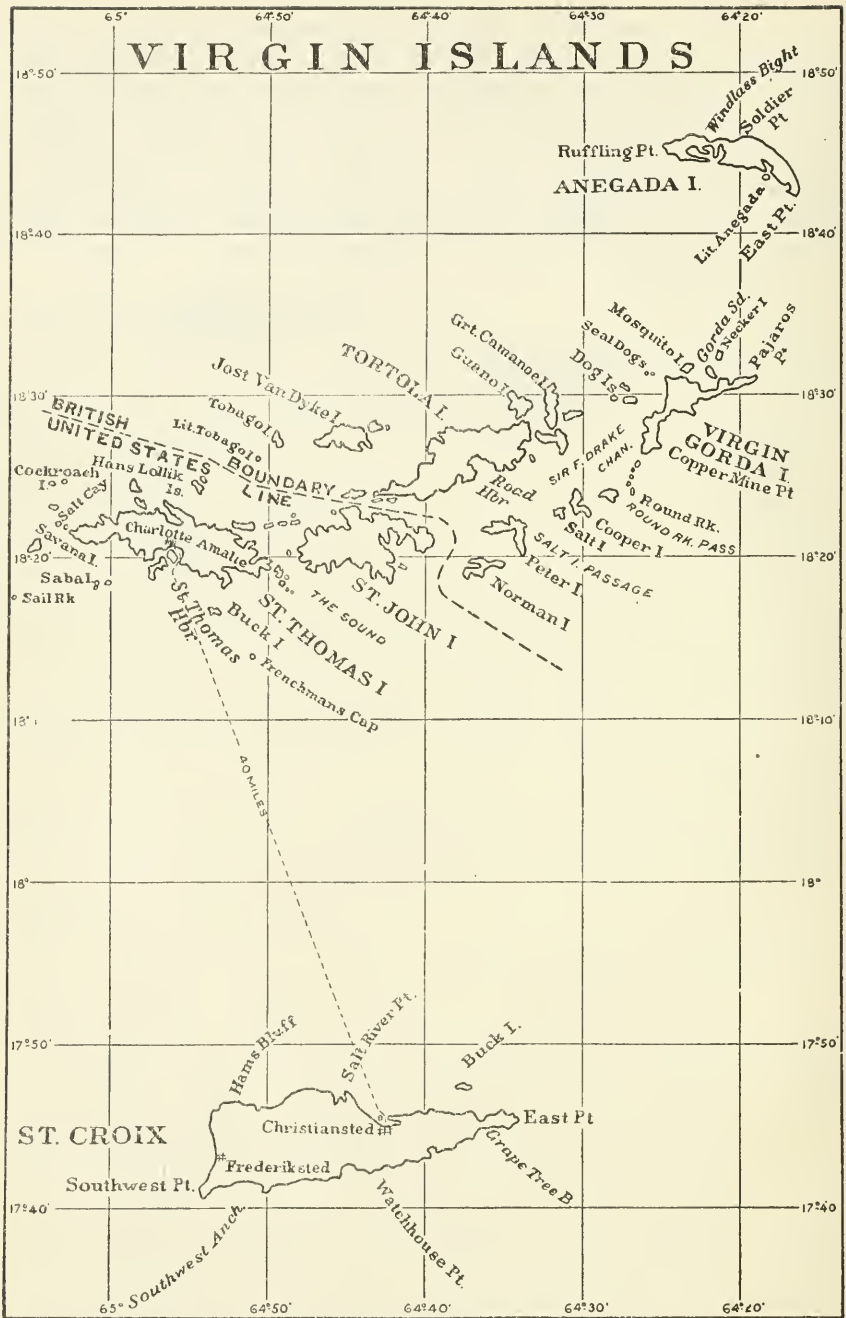 65° 64°50' 64°40' 64°30' 64°20'
VIRGIN ISLANDS
18°50' 18°50'
Windlass Bight
Soldier Pt
Ruffling Pt.
ANEGADA I.
Lit. Anegada
East Pt.
18°40' 18°40'
Mosquito I.
Gorda Sd.
Necker I
Pajaros Pt.
Seal Dogs
Dog Is.
Grt. Camanoe I.
Guano I.
TORTOLA I.
Jost Van Dyke I.
Tobago I.
Lit. Tobago I.
18°30' 18°30'
BRITISH
UNITED STATES
BOUNDARY
LINE
VIRGIN
GORDA I.
Copper Mine Pt
SIR F. DRAKE
CHAN.
Road
Hbr
Round Rk.
ROUND RK. PASS
Cooper I
Salt I
SALT I. PASSAGE
Peter I.
Norman I
Cockroach
I.
Hans Lollik
Is.
Salt Cay
Savana I.
Charlotte Amalie
18°20' 18°20'
Saba I.
Sail Rk
St. Thomas
Hbr.
Buck I
ST. THOMAS I
THE SOUND
ST. JOHN I
Frenchmans Cap
18°10'
40 MILES
18° 18°
17°50' 17°50'
Hams Bluff
Salt River Pt.
Buck I.
ST. CROIX
Christiansted
East Pt
Frederiksted
Grape Tree B.
Southwest Pt.
17°40' 17°40'
Southwest Anch.
Watchhouse Pt.
65° 64°50' 64°40' 64°30' 64°20'